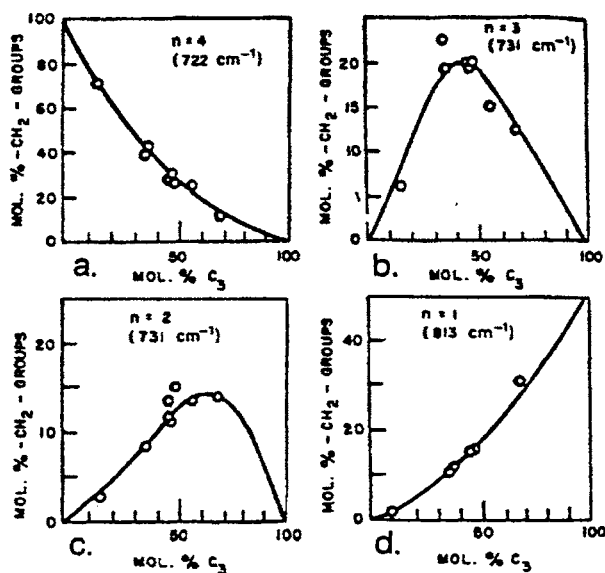 MOL. % -CH₂ - GROUPS
100
80
60
40
20
0
n = 4
(722 cm⁻¹)
50
100
a.
MOL. % C₃
MOL. % -CH₂ - GROUPS
20
15
10
1
0
n = 3
(731 cm⁻¹)
50
100
b.
MOL. % C₃
MOL. % -CH₂ - GROUPS
20
10
0
n = 2
(731 cm⁻¹)
50
100
c.
MOL. % C₃
MOL. % -CH₂ - GROUPS
40
20
0
n = 1
(813 cm⁻¹)
50
100
d.
MOL. % C₃